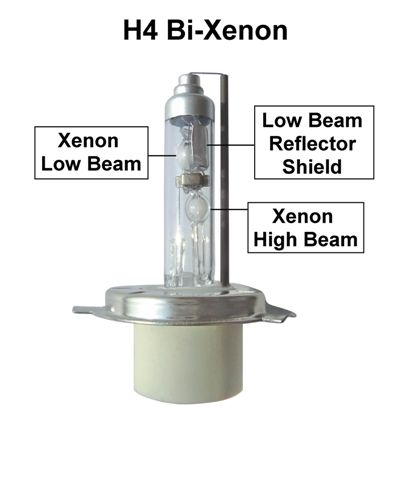 H4 Bi-Xenon
Xenon
Low Beam
Low Beam
Reflector
Shield
Xenon
High Beam